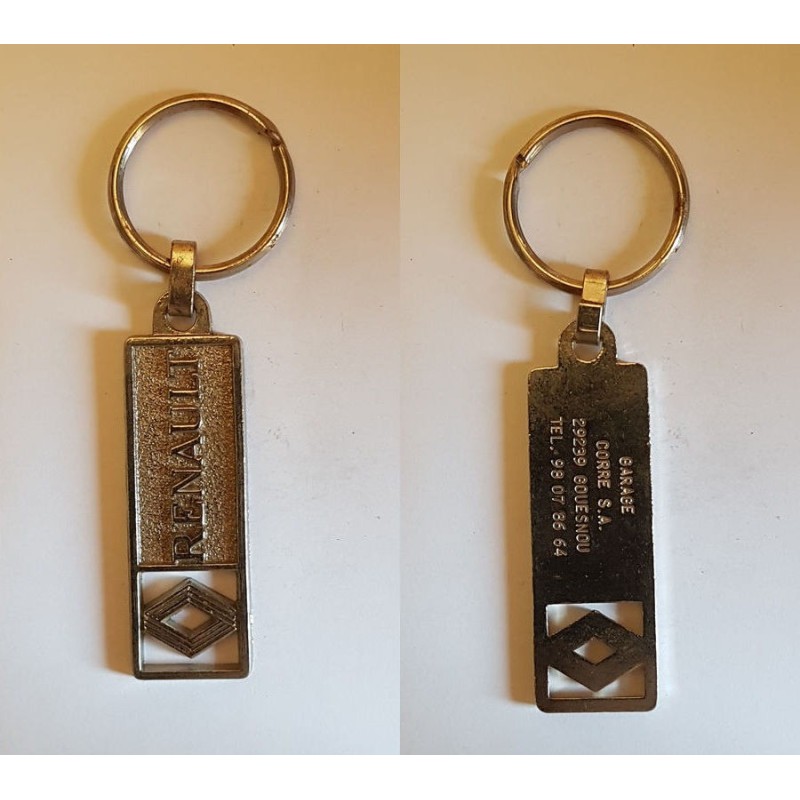 RENAULT
GARAGE
CORRE S.A.
29239 GOUESNOU
TEL. 98 07 86 64